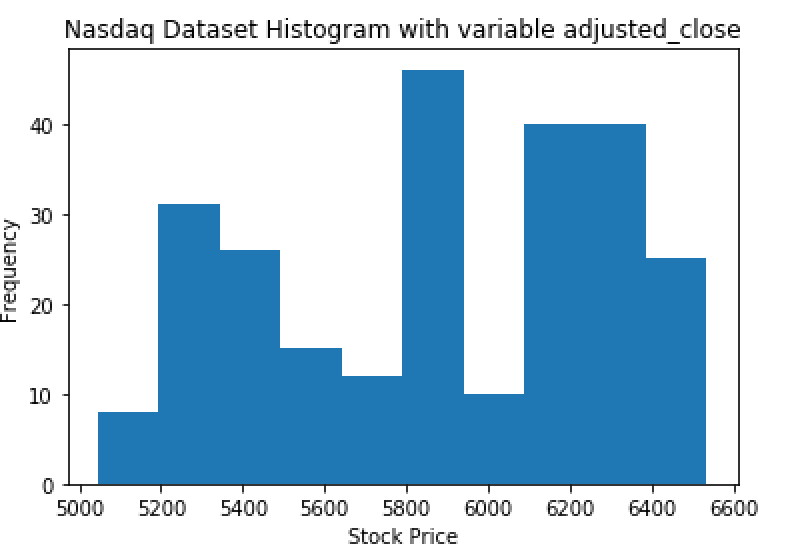 Nasdaq Dataset Histogram with variable adjusted_close
Frequency
40
30
20
10
0
5000 5200 5400 5600 5800 6000 6200 6400 6600
Stock Price